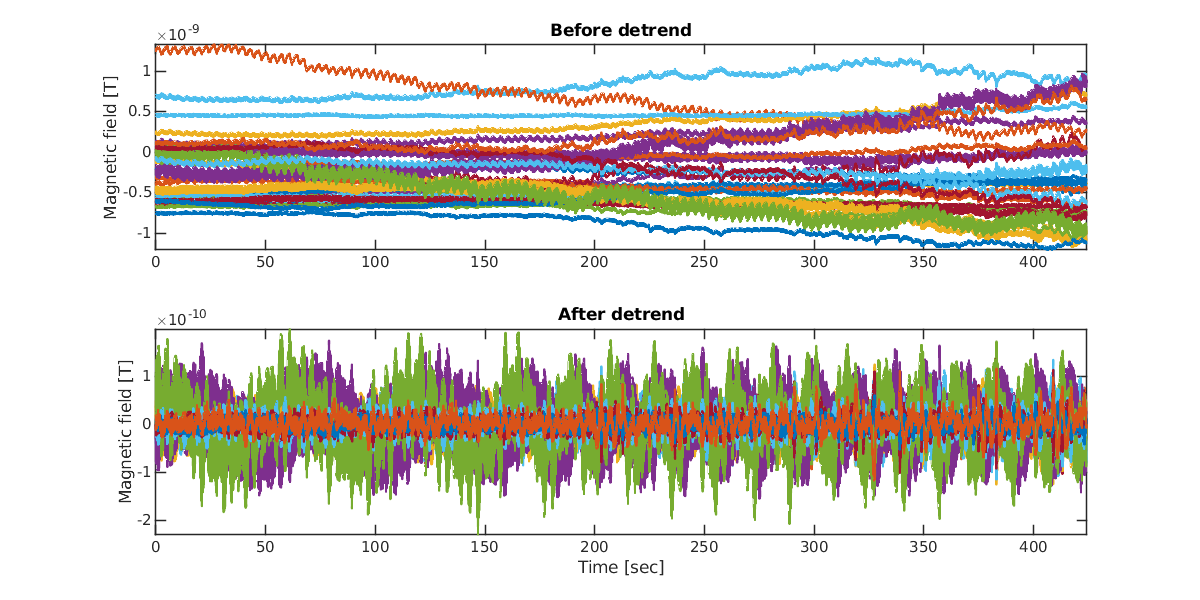 Before detrend
×10-9
1
0.5
0
-0.5
-1
Magnetic field [T]
0 50 100 150 200 250 300 350 400
After detrend
×10-10
1
0
-1
-2
Magnetic field [T]
0 50 100 150 200 250 300 350 400
Time [sec]